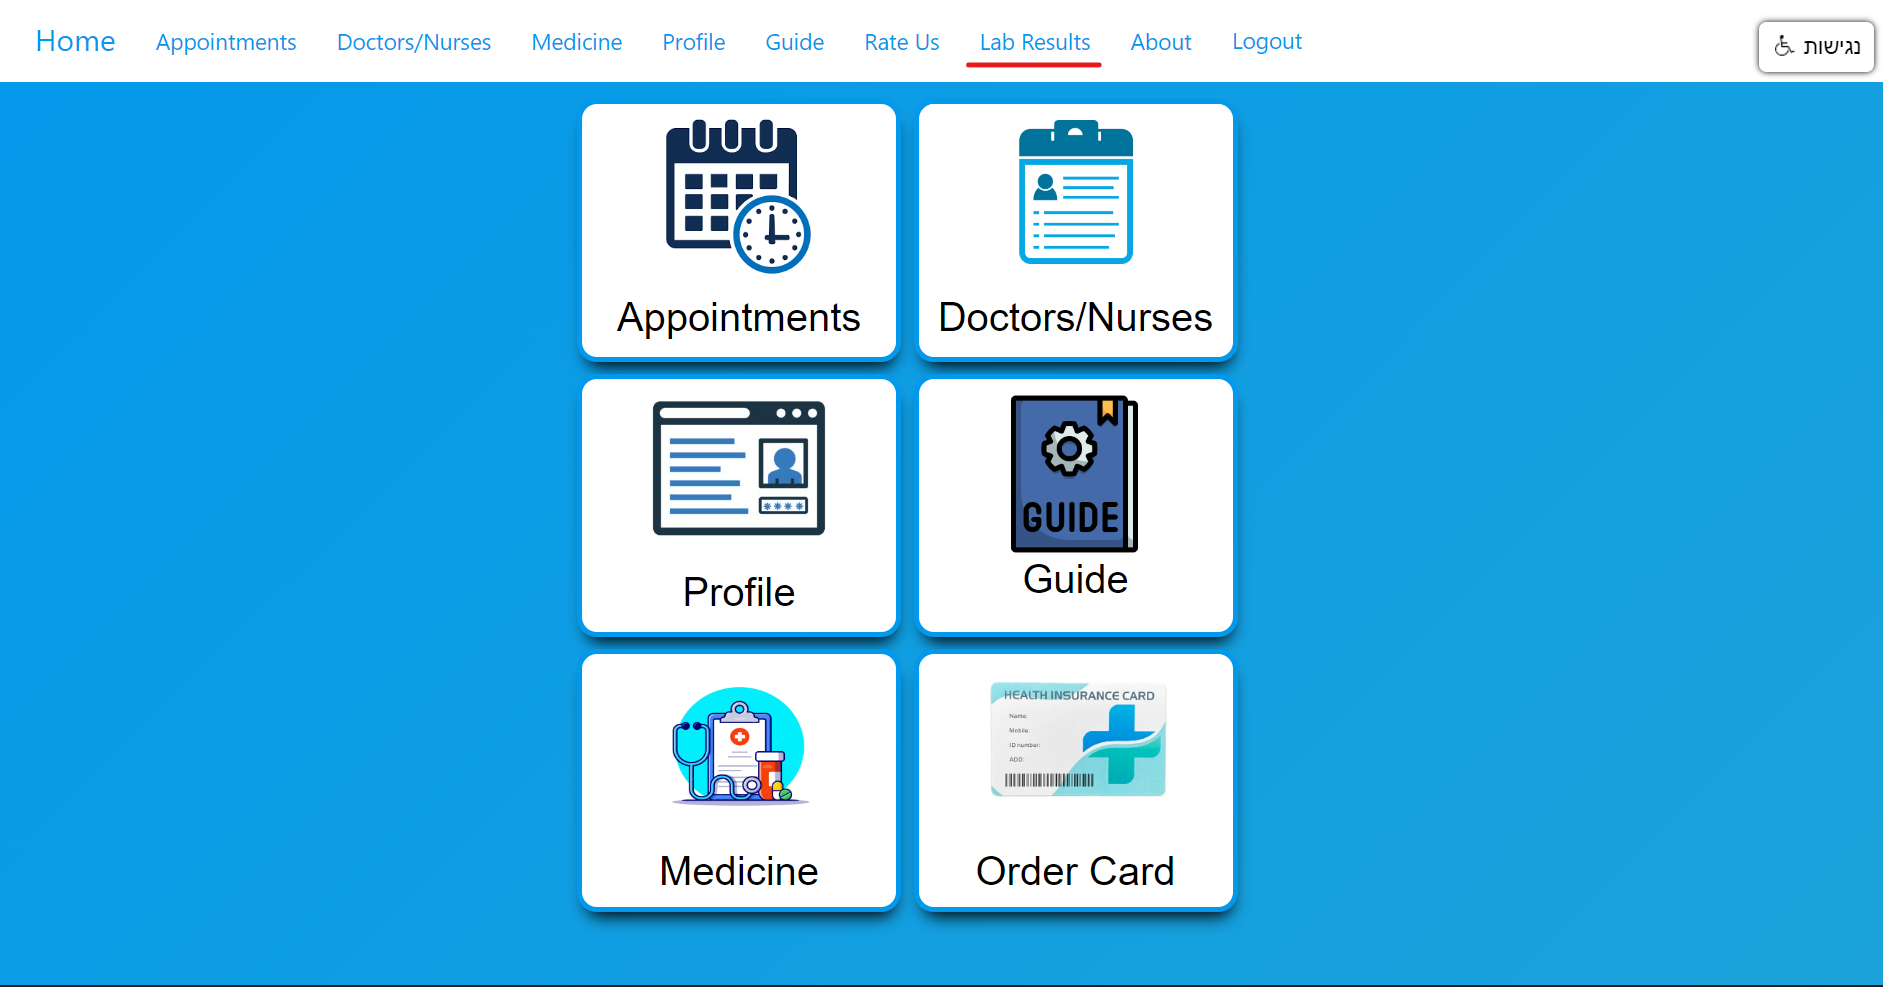 Home Appointments Doctors/Nurses Medicine Profile Guide Rate Us Lab Results About Logout
נגישות
Appointments
Doctors/Nurses
GUIDE
Profile
Guide
HEALTH INSURANCE CARD
Name:
Mobile:
ID number:
ADD:
Medicine
Order Card